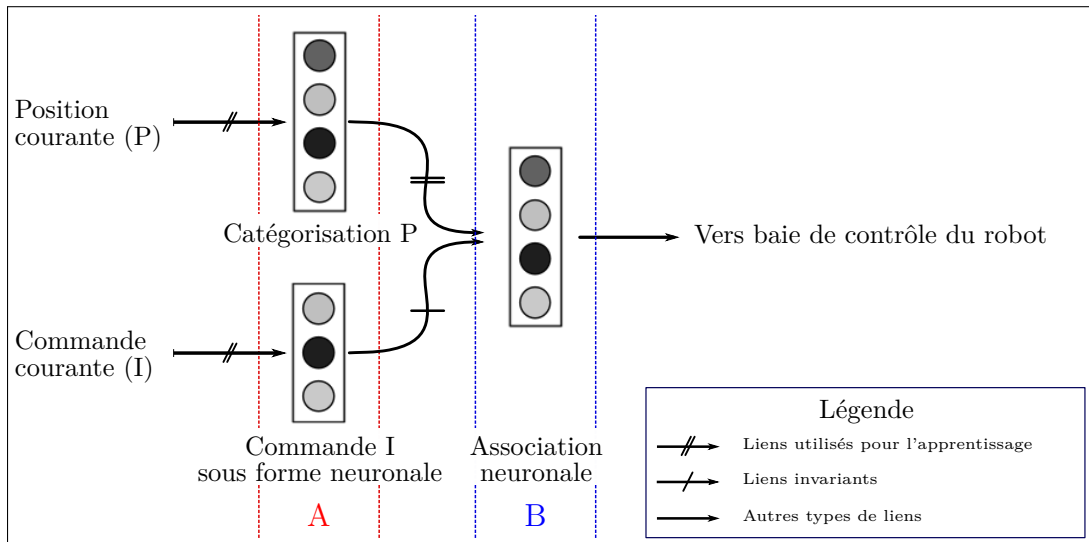 Position
courante (P)
Catégorisation P
Commande
courante (I)
Commande I
sous forme neuronale
A
Association
neuronale
B
Vers baie de contrôle du robot
Légende
Liens utilisés pour l'apprentissage
Liens invariants
Autres types de liens